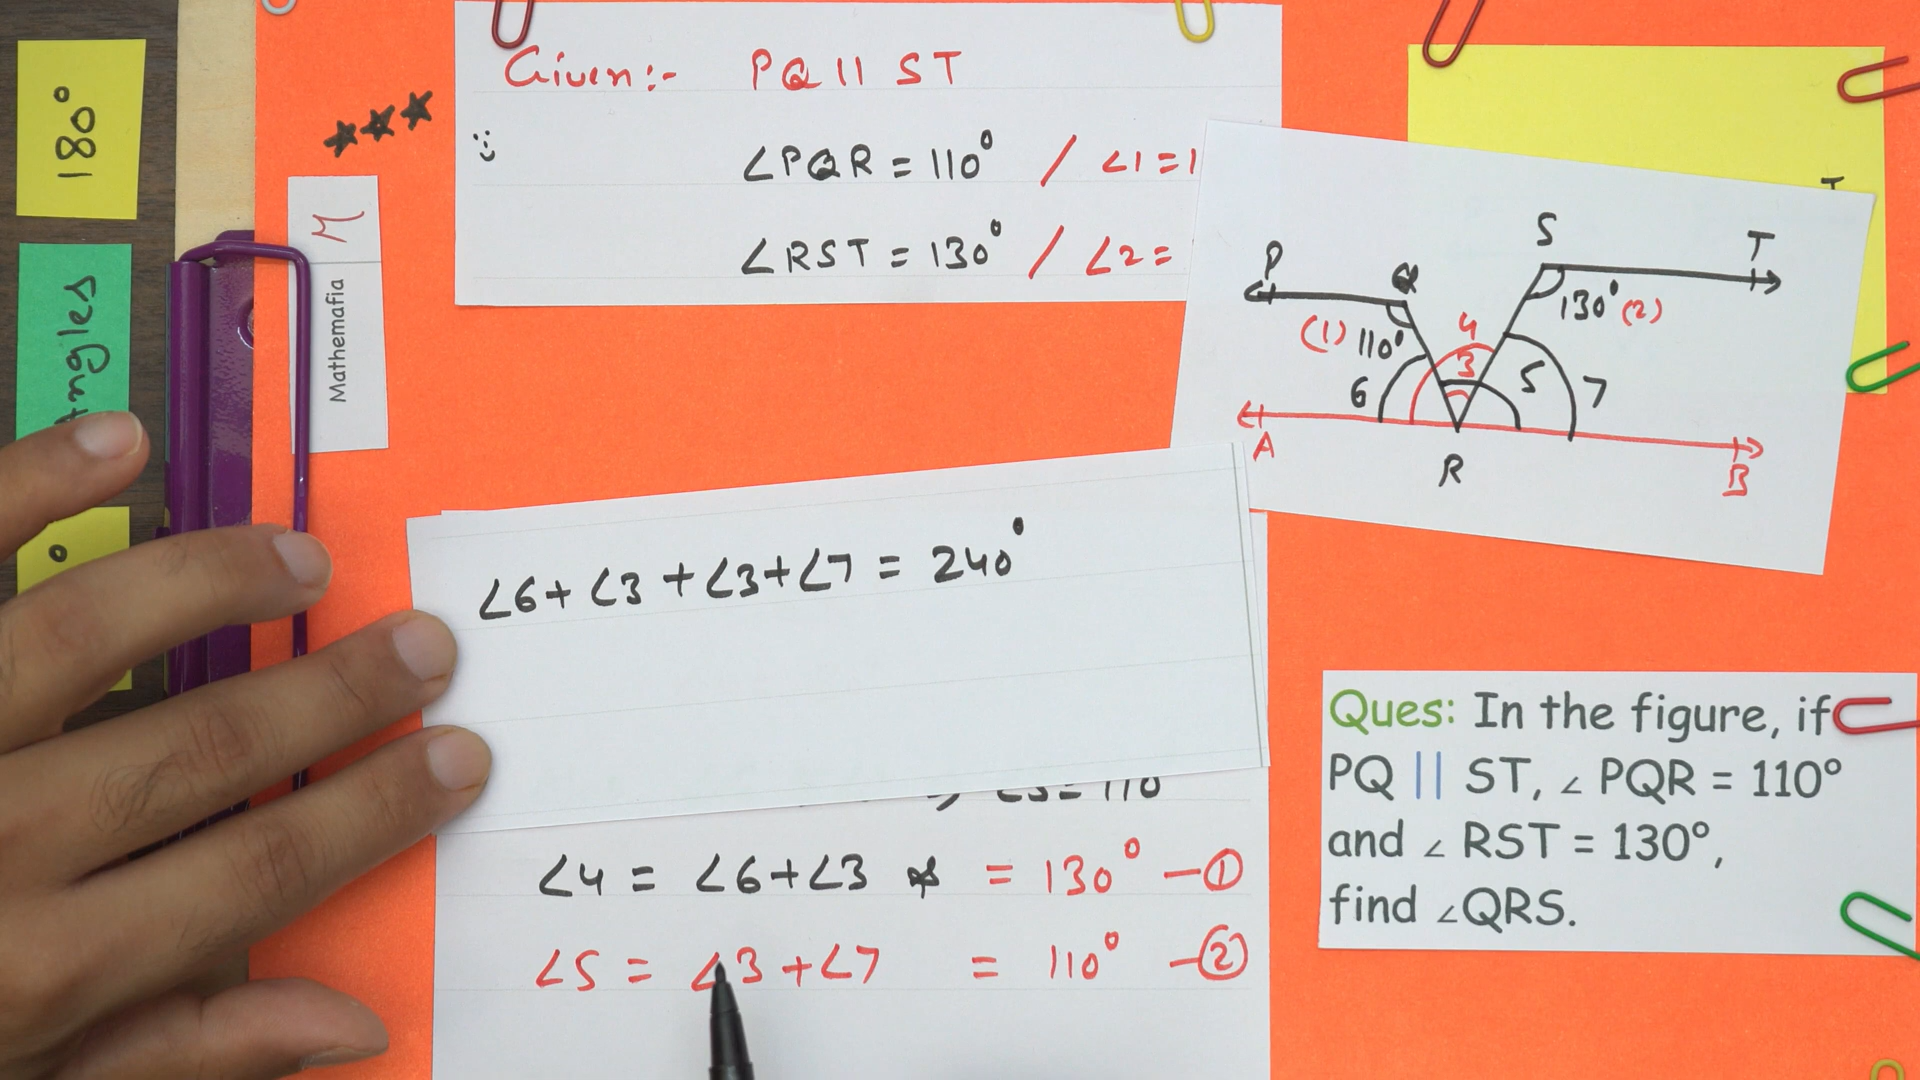 180°
Angles
°
M
Mathemafia
Given:- PQ || ST
∠PQR = 110° / ∠1 = 1
∠RST = 130° / ∠2 =
T
P Q S T
(1) 110° 130° (2)
4
3
6 5 7
A R B
∠6 + ∠3 + ∠3 + ∠7 = 240°
∠5 = 110
∠4 = ∠6 + ∠3 = 130° — ①
∠5 = ∠3 + ∠7 = 110° — ②
Ques: In the figure, if
PQ || ST, ∠ PQR = 110°
and ∠ RST = 130°,
find ∠QRS.